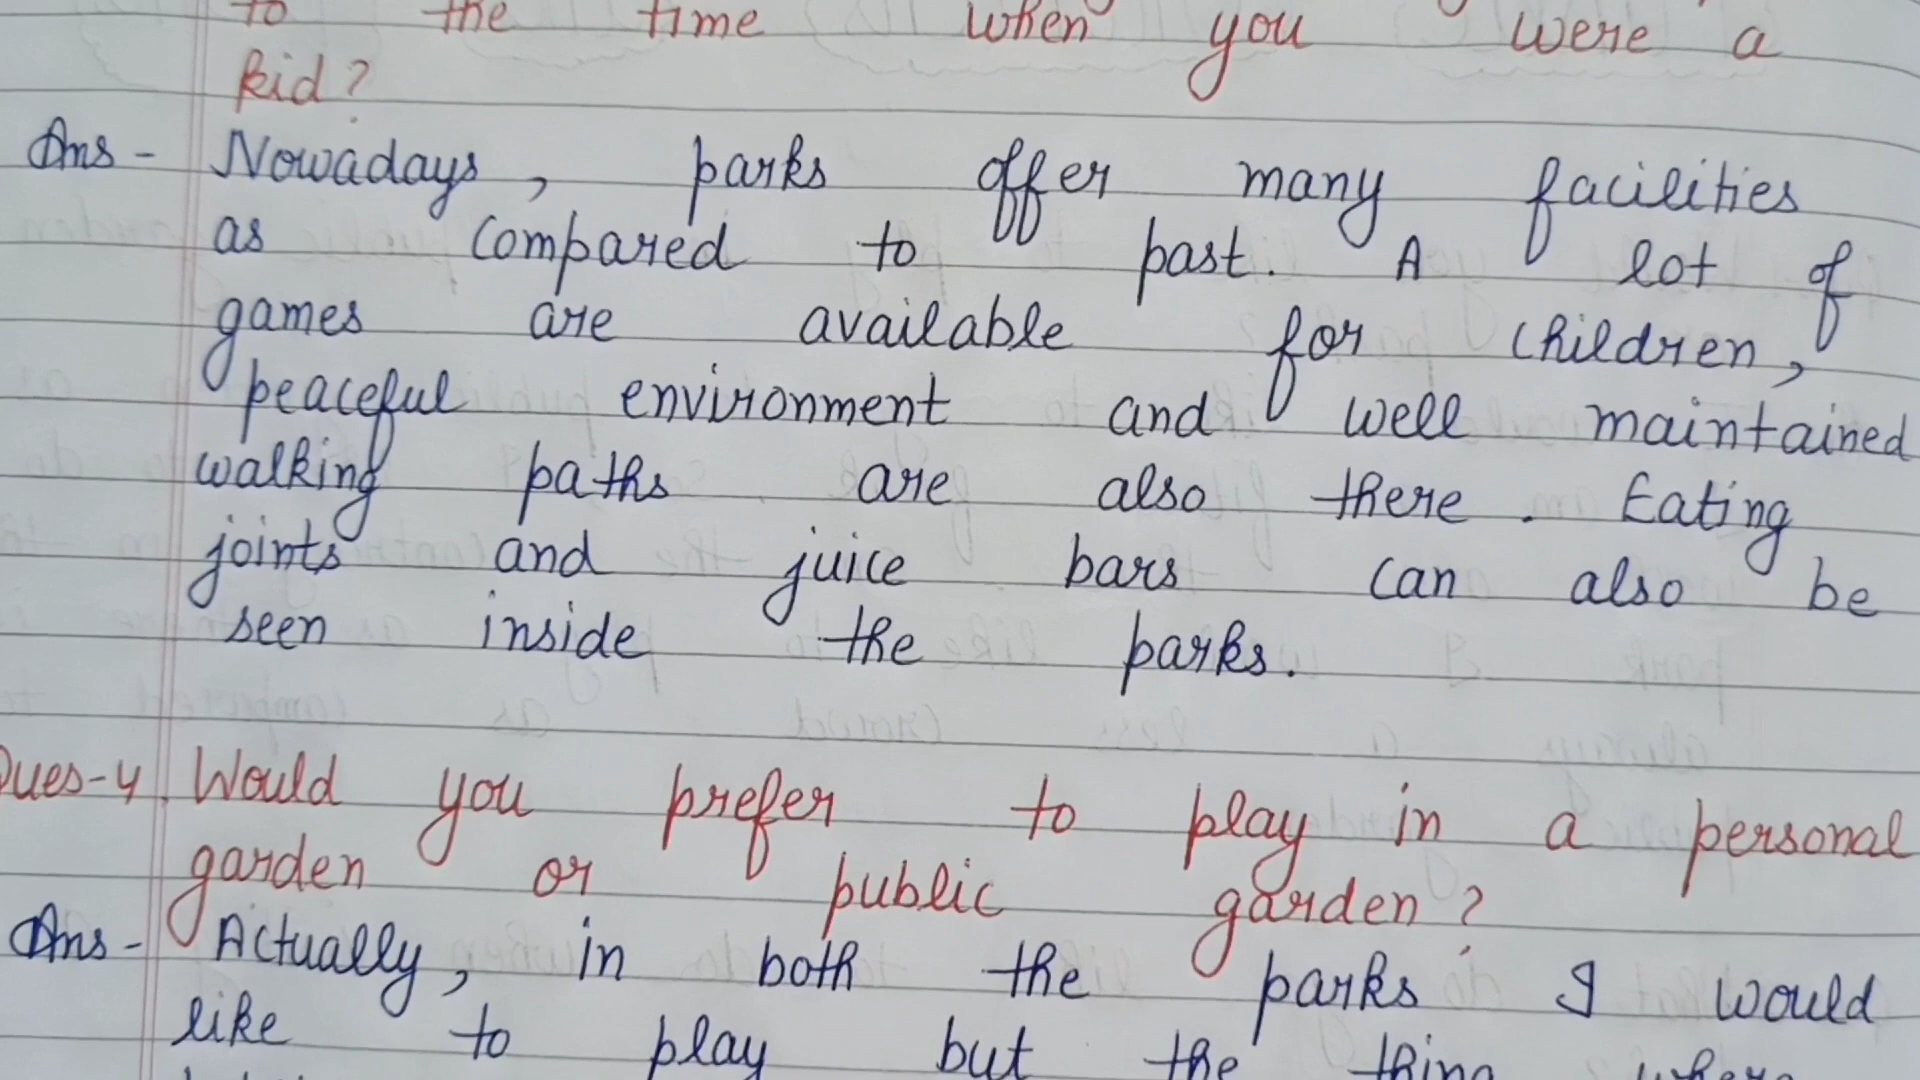 to the time when you were a
kid?
Ans- Nowadays, parks offer many facilities
as compared to past. A lot of
games are available for children,
peaceful environment and well maintained
walking paths are also there. Eating
joints and juice bars can also be
seen inside the parks.
Ques-4. Would you prefer to play in a personal
garden or public garden?
Ans- Actually, in both the parks I would
like to play but the thing where